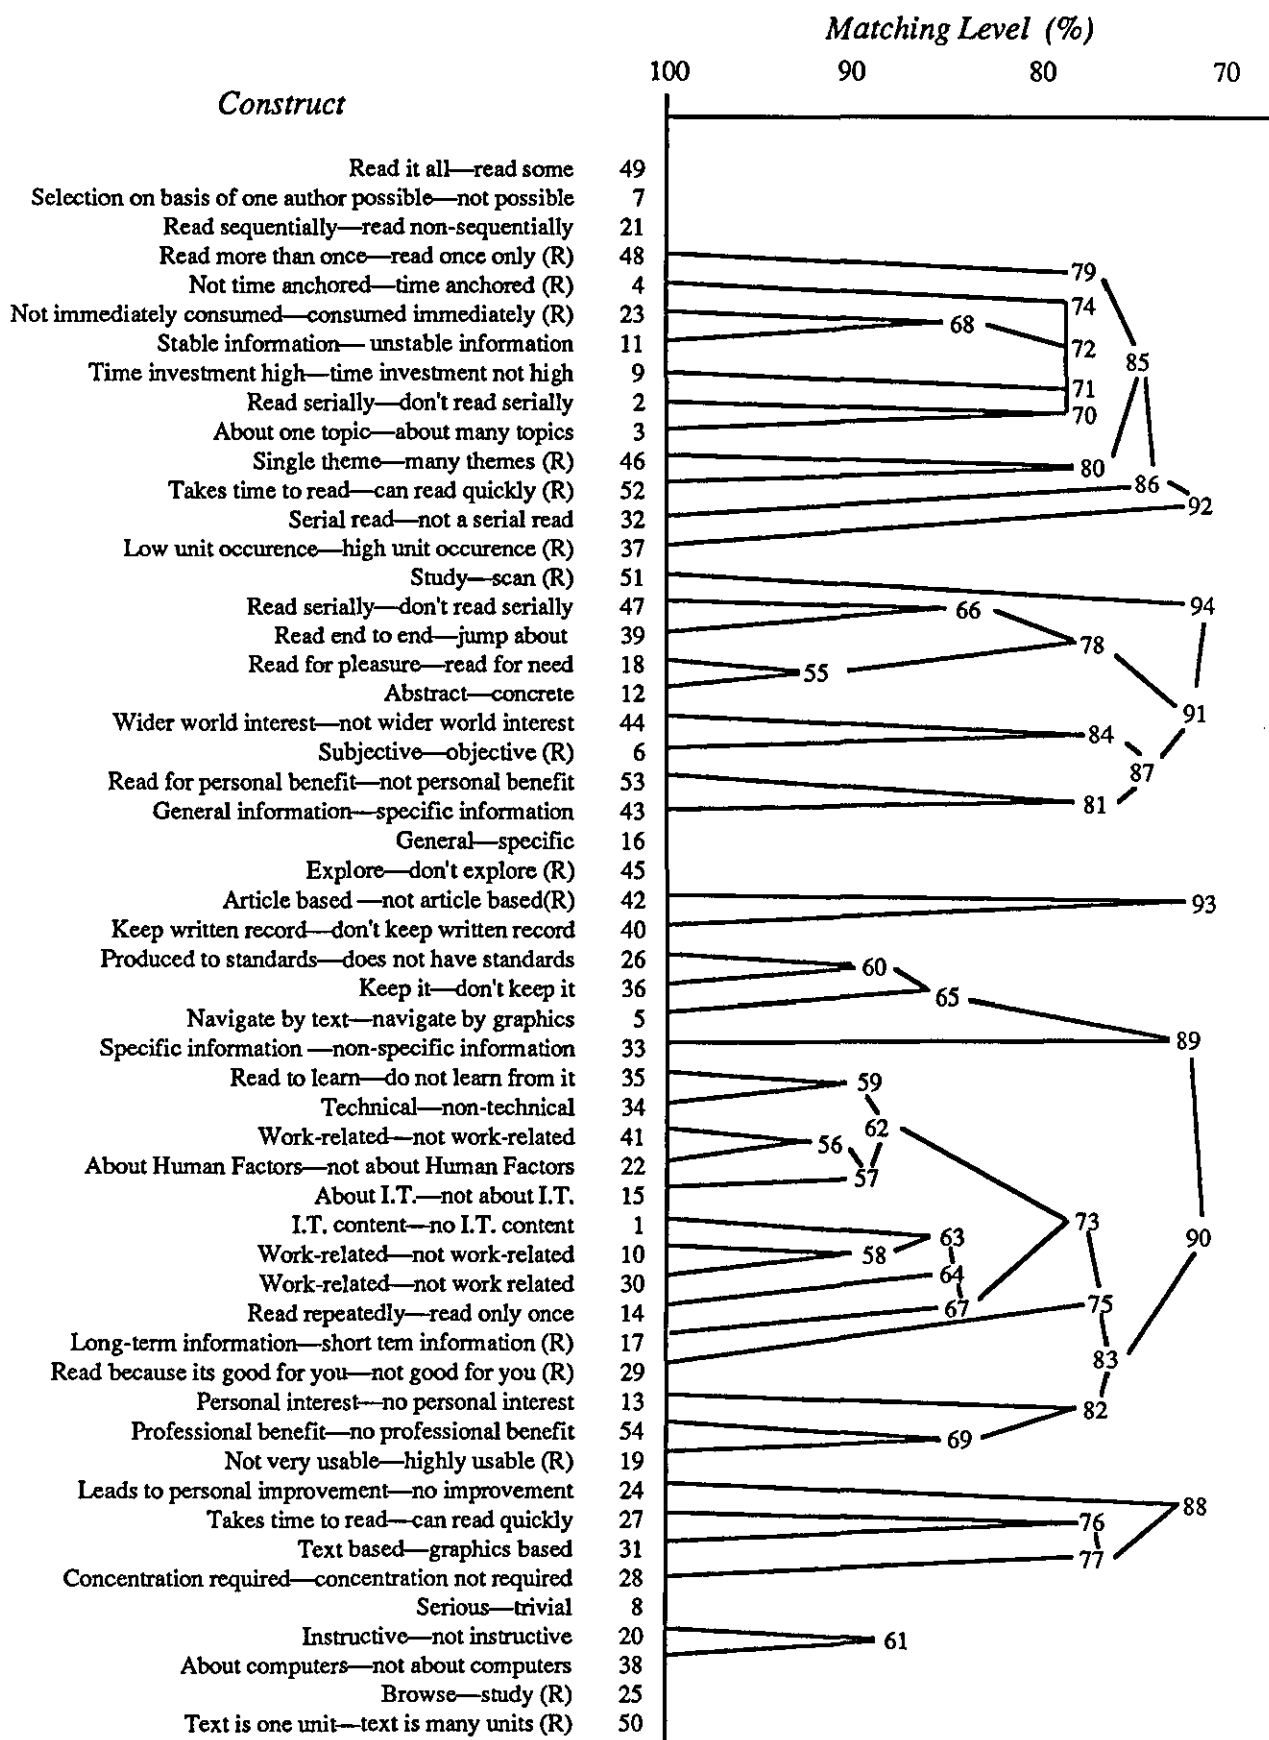 Matching Level (%)
100 90 80 70
Construct
Read it all—read some 49
Selection on basis of one author possible—not possible 7
Read sequentially—read non-sequentially 21
Read more than once—read once only (R) 48
79
Not time anchored—time anchored (R) 4
74
Not immediately consumed—consumed immediately (R) 23
68
Stable information— unstable information 11
72
85
Time investment high—time investment not high 9
71
Read serially—don't read serially 2
70
About one topic—about many topics 3
Single theme—many themes (R) 46
80
Takes time to read—can read quickly (R) 52
86
92
Serial read—not a serial read 32
Low unit occurence—high unit occurence (R) 37
Study—scan (R) 51
Read serially—don't read serially 47
66
94
Read end to end—jump about 39
78
Read for pleasure—read for need 18
55
Abstract—concrete 12
91
Wider world interest—not wider world interest 44
84
Subjective—objective (R) 6
87
Read for personal benefit—not personal benefit 53
81
General information—specific information 43
General—specific 16
Explore—don't explore (R) 45
Article based —not article based(R) 42
93
Keep written record—don't keep written record 40
Produced to standards—does not have standards 26
60
Keep it—don't keep it 36
65
Navigate by text—navigate by graphics 5
89
Specific information —non-specific information 33
Read to learn—do not learn from it 35
59
Technical—non-technical 34
62
Work-related—not work-related 41
56
About Human Factors—not about Human Factors 22
57
About I.T.—not about I.T. 15
I.T. content—no I.T. content 1
73
63
90
Work-related—not work-related 10
58
64
Work-related—not work related 30
75
Read repeatedly—read only once 14
67
Long-term information—short tem information (R) 17
83
Read because its good for you—not good for you (R) 29
Personal interest—no personal interest 13
82
Professional benefit—no professional benefit 54
69
Not very usable—highly usable (R) 19
Leads to personal improvement—no improvement 24
88
Takes time to read—can read quickly 27
76
Text based—graphics based 31
77
Concentration required—concentration not required 28
Serious—trivial 8
Instructive—not instructive 20
61
About computers—not about computers 38
Browse—study (R) 25
Text is one unit—text is many units (R) 50